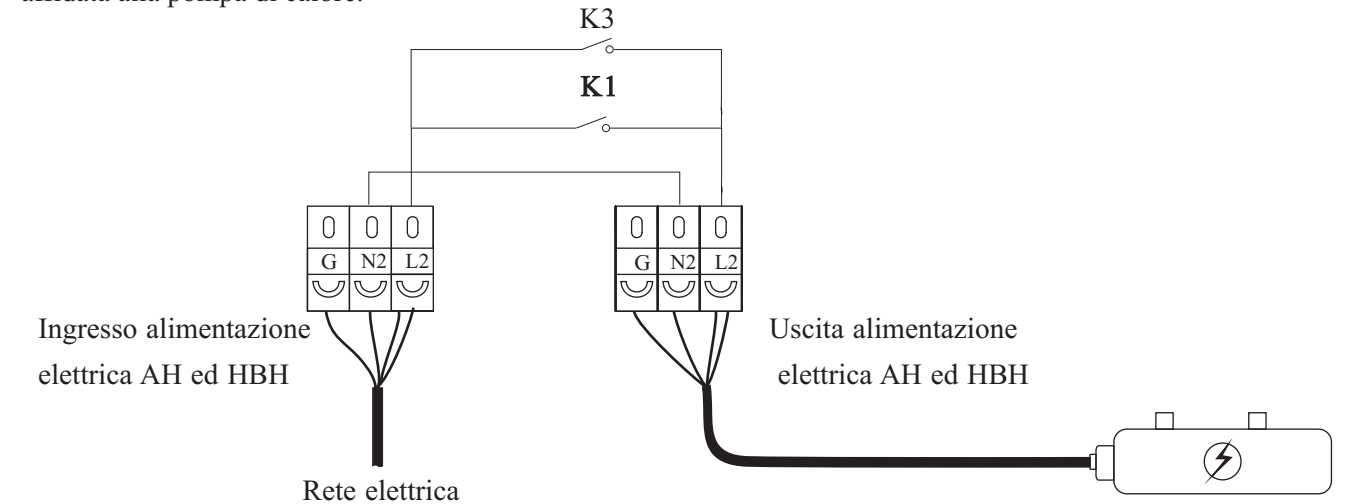 affidata alla pompa di calore.
K3
K1
G N2 L2
G N2 L2
Ingresso alimentazione
elettrica AH ed HBH
Uscita alimentazione
elettrica AH ed HBH
Rete elettrica